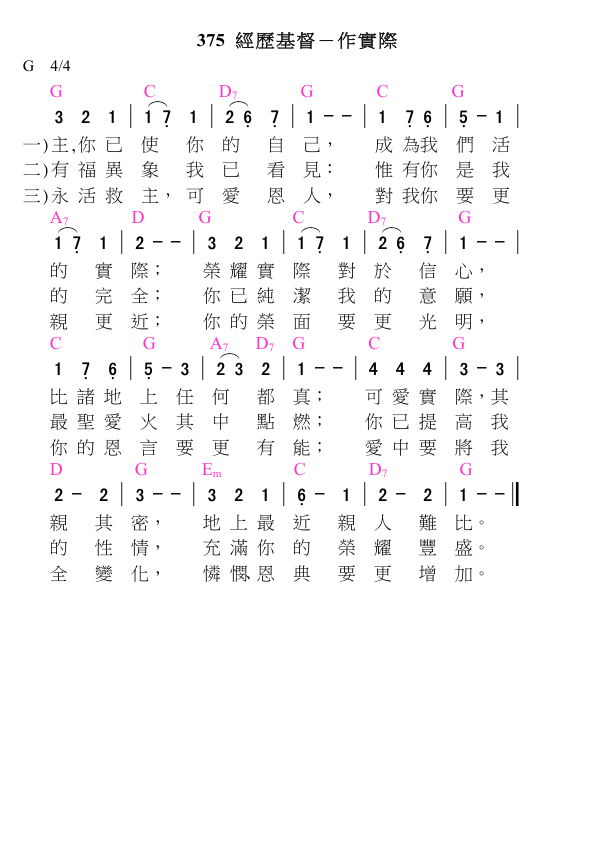 375 經歷基督－作實際
G 4/4
G C D7 G C G
3 2 1 | 1 7 1 | 2 6 7 | 1 - - | 1 7 6 | 5 - 1 |
一)主,你已使你的自己，成為我們活
二)有福異象我已看見：惟有你是我
三)永活救主，可愛恩人，對我你要更
A7 D G C D7 G
1 7 1 | 2 - - | 3 2 1 | 1 7 1 | 2 6 7 | 1 - - |
的實際；榮耀實際對於信心，
的完全；你已純潔我的意願，
親更近；你的榮面要更光明，
C G A7 D7 G C G
1 7 6 | 5 - 3 | 2 3 2 | 1 - - | 4 4 4 | 3 - 3 |
比諸地上任何都真；可愛實際，其
最聖愛火其中點燃；你已提高我
你的恩言要更有能；愛中要將我
D G Em C D7 G
2 - 2 | 3 - - | 3 2 1 | 6 - 1 | 2 - 2 | 1 - - ||
親其密，地上最近親人難比。
的性情，充滿你的榮耀豐盛。
全變化，憐憫、恩典要更增加。